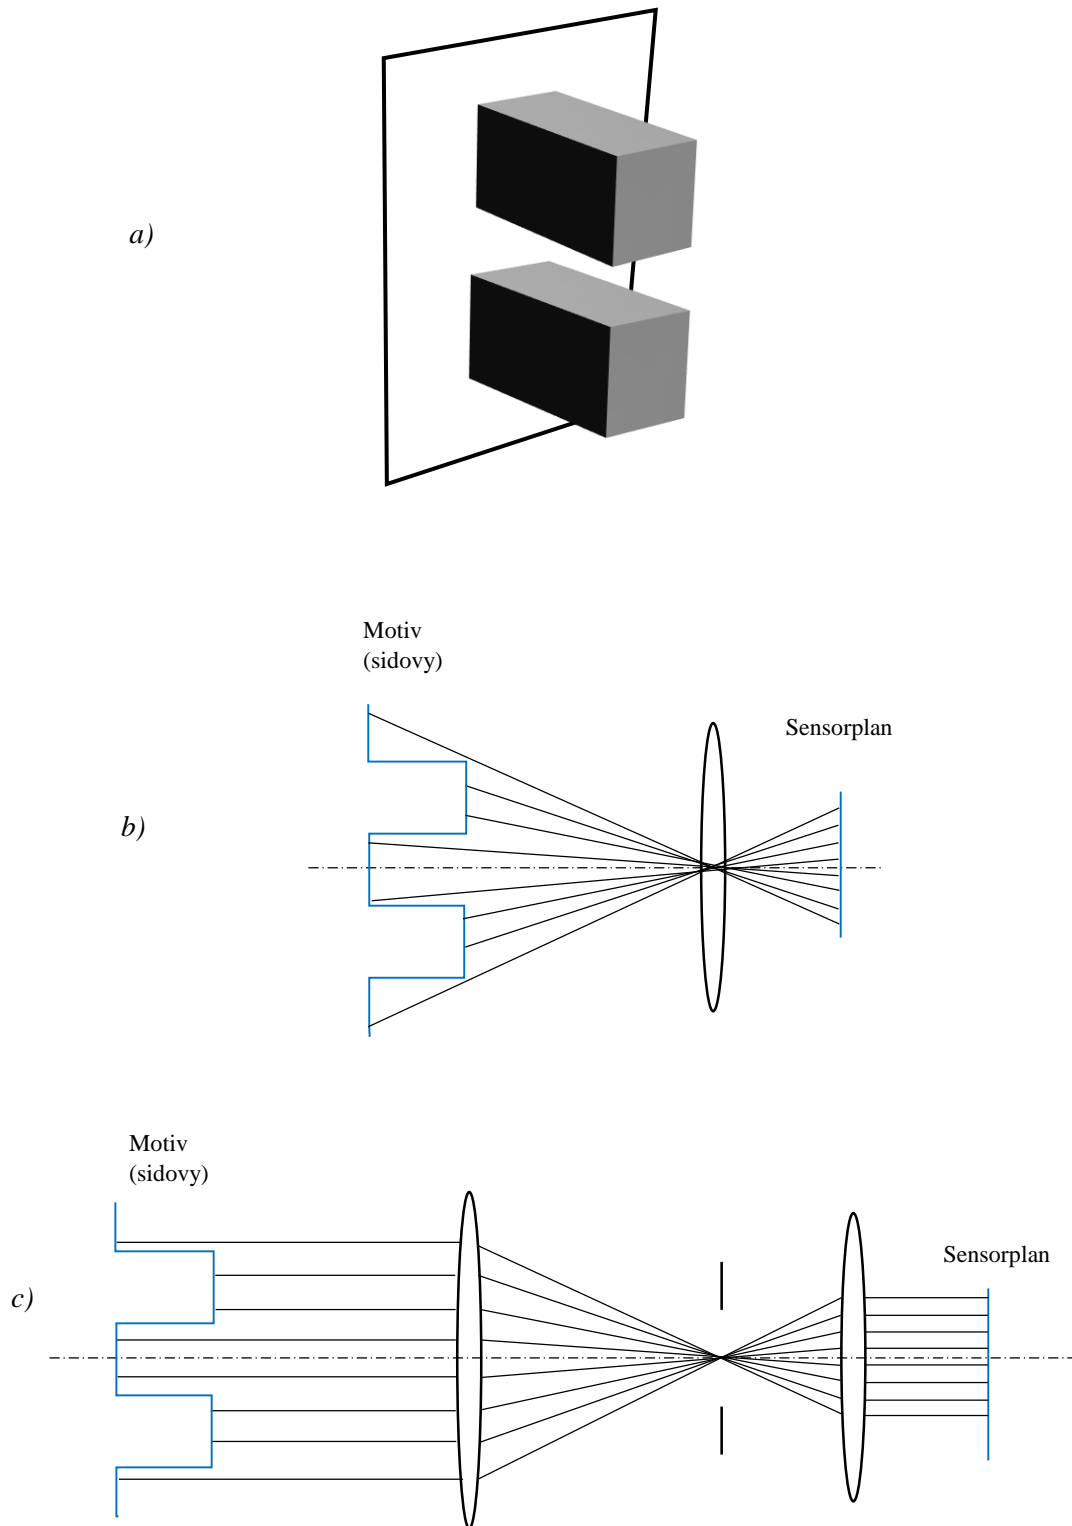 a)
Motiv
(sidovy)
Sensorplan
b)
Motiv
(sidovy)
Sensorplan
c)